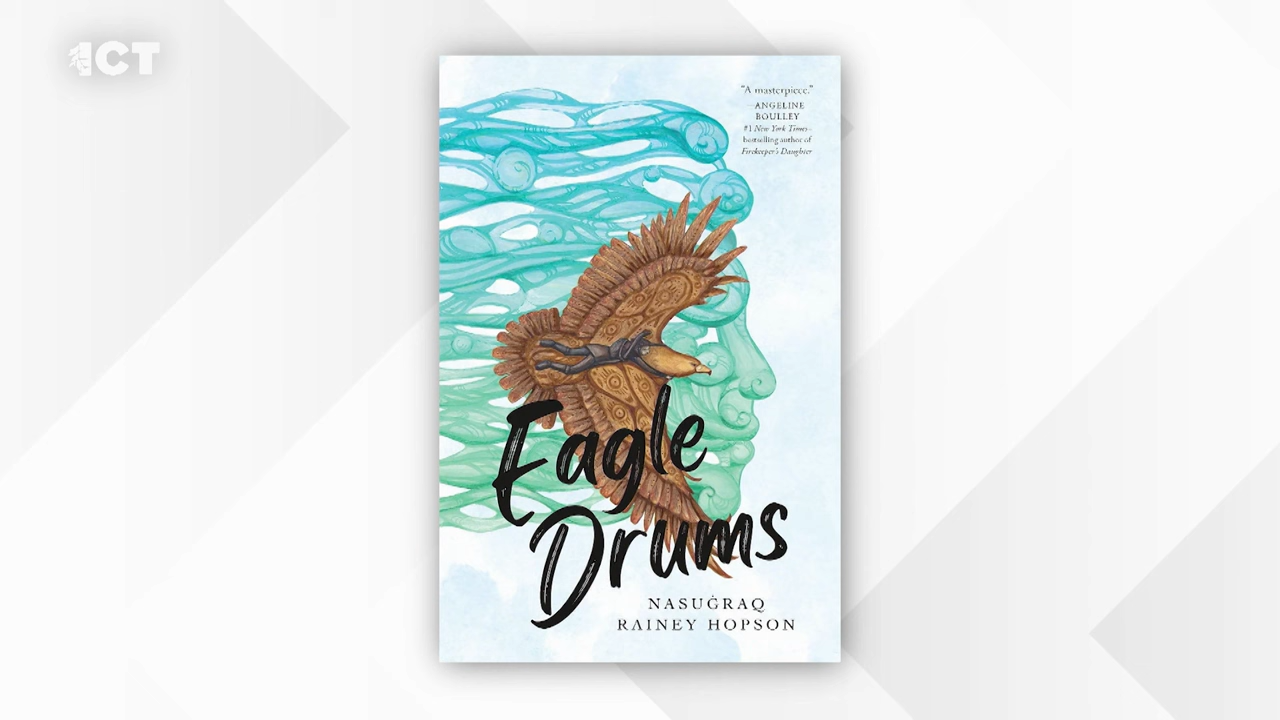 ICT
"A masterpiece."
—ANGELINE
BOULLEY
#1 New York Times–
bestselling author of
Firekeeper's Daughter
Eagle
Drums
NASUĠRAQ
RAINEY HOPSON